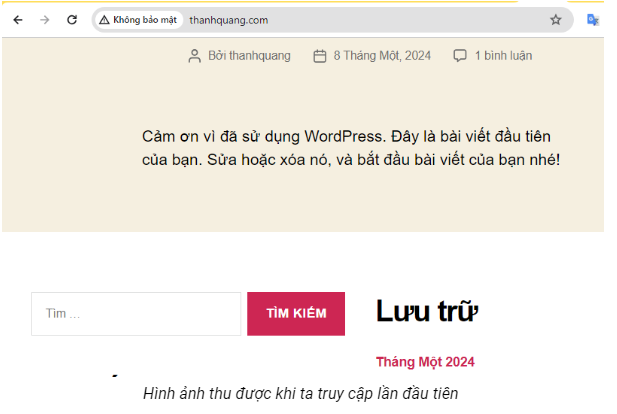 Không bảo mật thanhquang.com
Bởi thanhquang 8 Tháng Một, 2024 1 bình luận
Cảm ơn vì đã sử dụng WordPress. Đây là bài viết đầu tiên
của bạn. Sửa hoặc xóa nó, và bắt đầu bài viết của bạn nhé!
Tìm ... TÌM KIẾM
Lưu trữ
Tháng Một 2024
Hình ảnh thu được khi ta truy cập lần đầu tiên